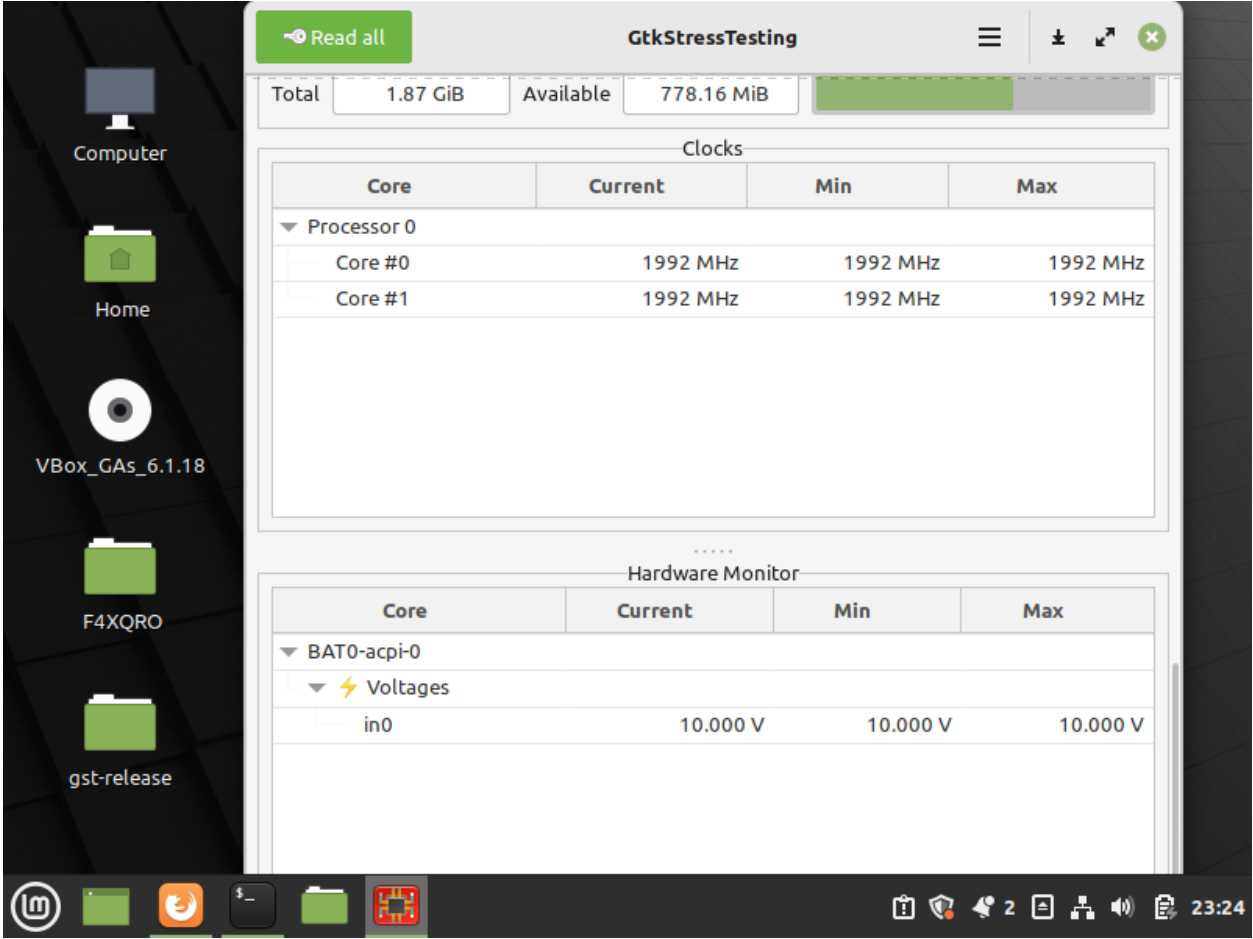 Read all
GtkStressTesting
Total 1.87 GiB Available 778.16 MiB
Clocks
Core Current Min Max
Processor 0
Core #0 1992 MHz 1992 MHz 1992 MHz
Core #1 1992 MHz 1992 MHz 1992 MHz
Hardware Monitor
Core Current Min Max
BAT0-acpi-0
Voltages
in0 10.000 V 10.000 V 10.000 V
Computer
Home
VBox_GAs_6.1.18
F4XQRO
gst-release
$_
2
23:24